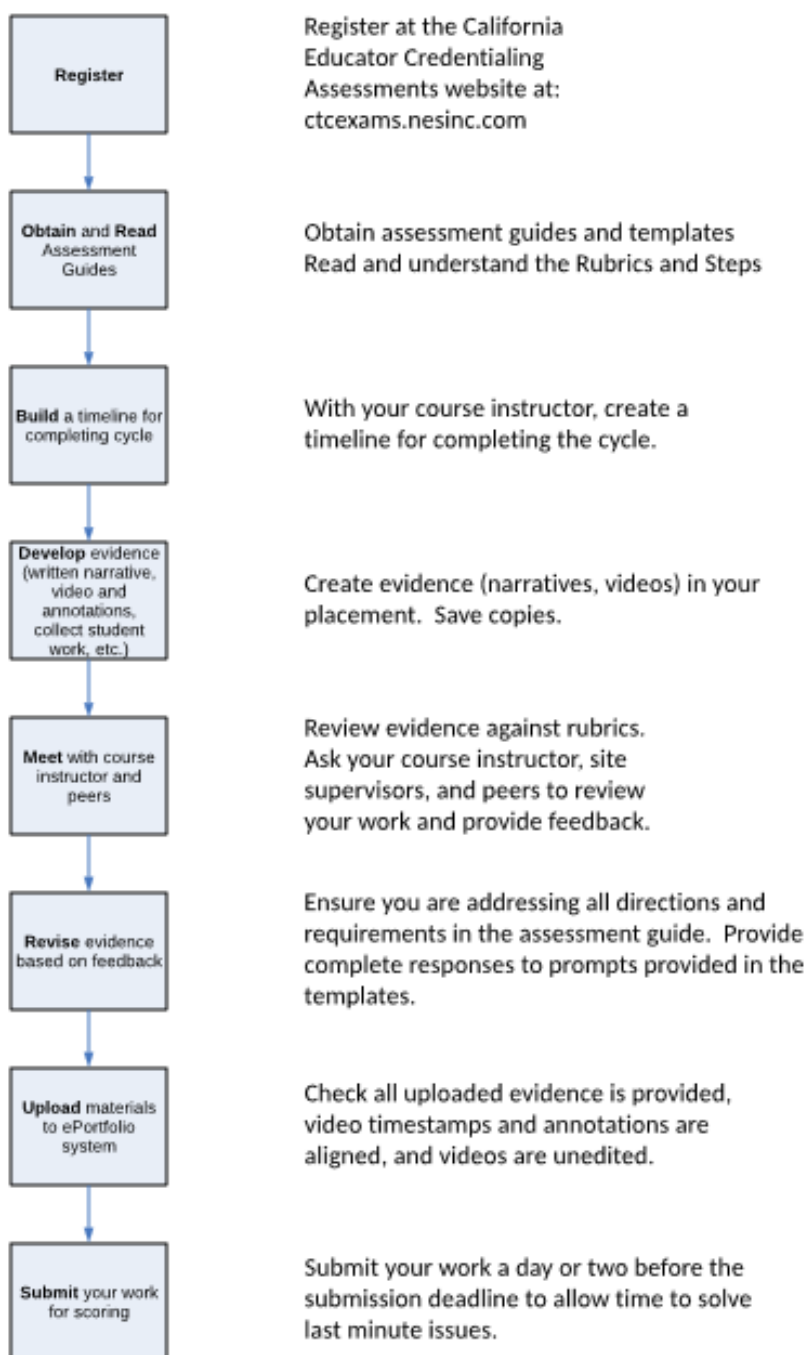 Register
Register at the California
Educator Credentialing
Assessments website at:
ctcexams.nesinc.com
Obtain and Read
Assessment
Guides
Obtain assessment guides and templates
Read and understand the Rubrics and Steps
Build a timeline for
completing cycle
With your course instructor, create a
timeline for completing the cycle.
Develop evidence
(written narrative,
video and
annotations,
collect student
work, etc.)
Create evidence (narratives, videos) in your
placement.  Save copies.
Meet with course
instructor and
peers
Review evidence against rubrics.
Ask your course instructor, site
supervisors, and peers to review
your work and provide feedback.
Revise evidence
based on feedback
Ensure you are addressing all directions and
requirements in the assessment guide.  Provide
complete responses to prompts provided in the
templates.
Upload materials
to ePortfolio
system
Check all uploaded evidence is provided,
video timestamps and annotations are
aligned, and videos are unedited.
Submit your work
for scoring
Submit your work a day or two before the
submission deadline to allow time to solve
last minute issues.